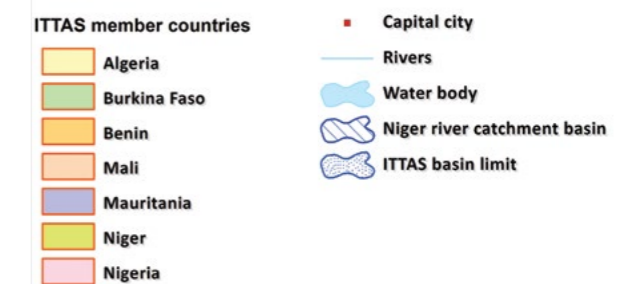 ITTAS member countries
Algeria
Burkina Faso
Benin
Mali
Mauritania
Niger
Nigeria
Capital city
Rivers
Water body
Niger river catchment basin
ITTAS basin limit